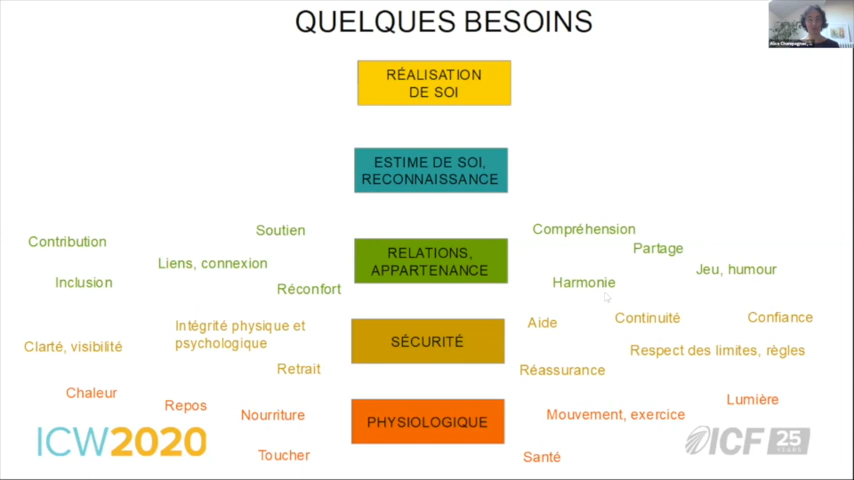 QUELQUES BESOINS
RÉALISATION
DE SOI
ESTIME DE SOI,
RECONNAISSANCE
Contribution
Soutien
Liens, connexion
Inclusion
Réconfort
RELATIONS,
APPARTENANCE
Compréhension
Partage
Jeu, humour
Harmonie
Clarté, visibilité
Intégrité physique et
psychologique
Retrait
SÉCURITÉ
Aide
Continuité
Confiance
Respect des limites, règles
Réassurance
Chaleur
Repos
Nourriture
Toucher
PHYSIOLOGIQUE
Mouvement, exercice
Lumière
Santé
ICW2020
ICF 25
YEARS